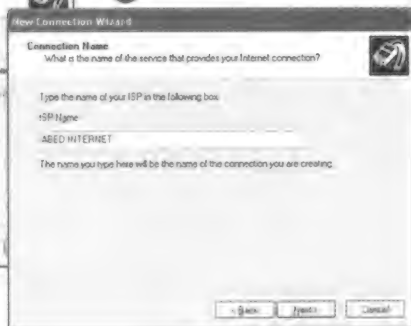 New Connection Wizard
Connection Name
What is the name of the service that provides your Internet connection?
Type the name of your ISP in the following box.
ISP Name
ABED INTERNET
The name you type here will be the name of the connection you are creating.
< Back Next > Cancel